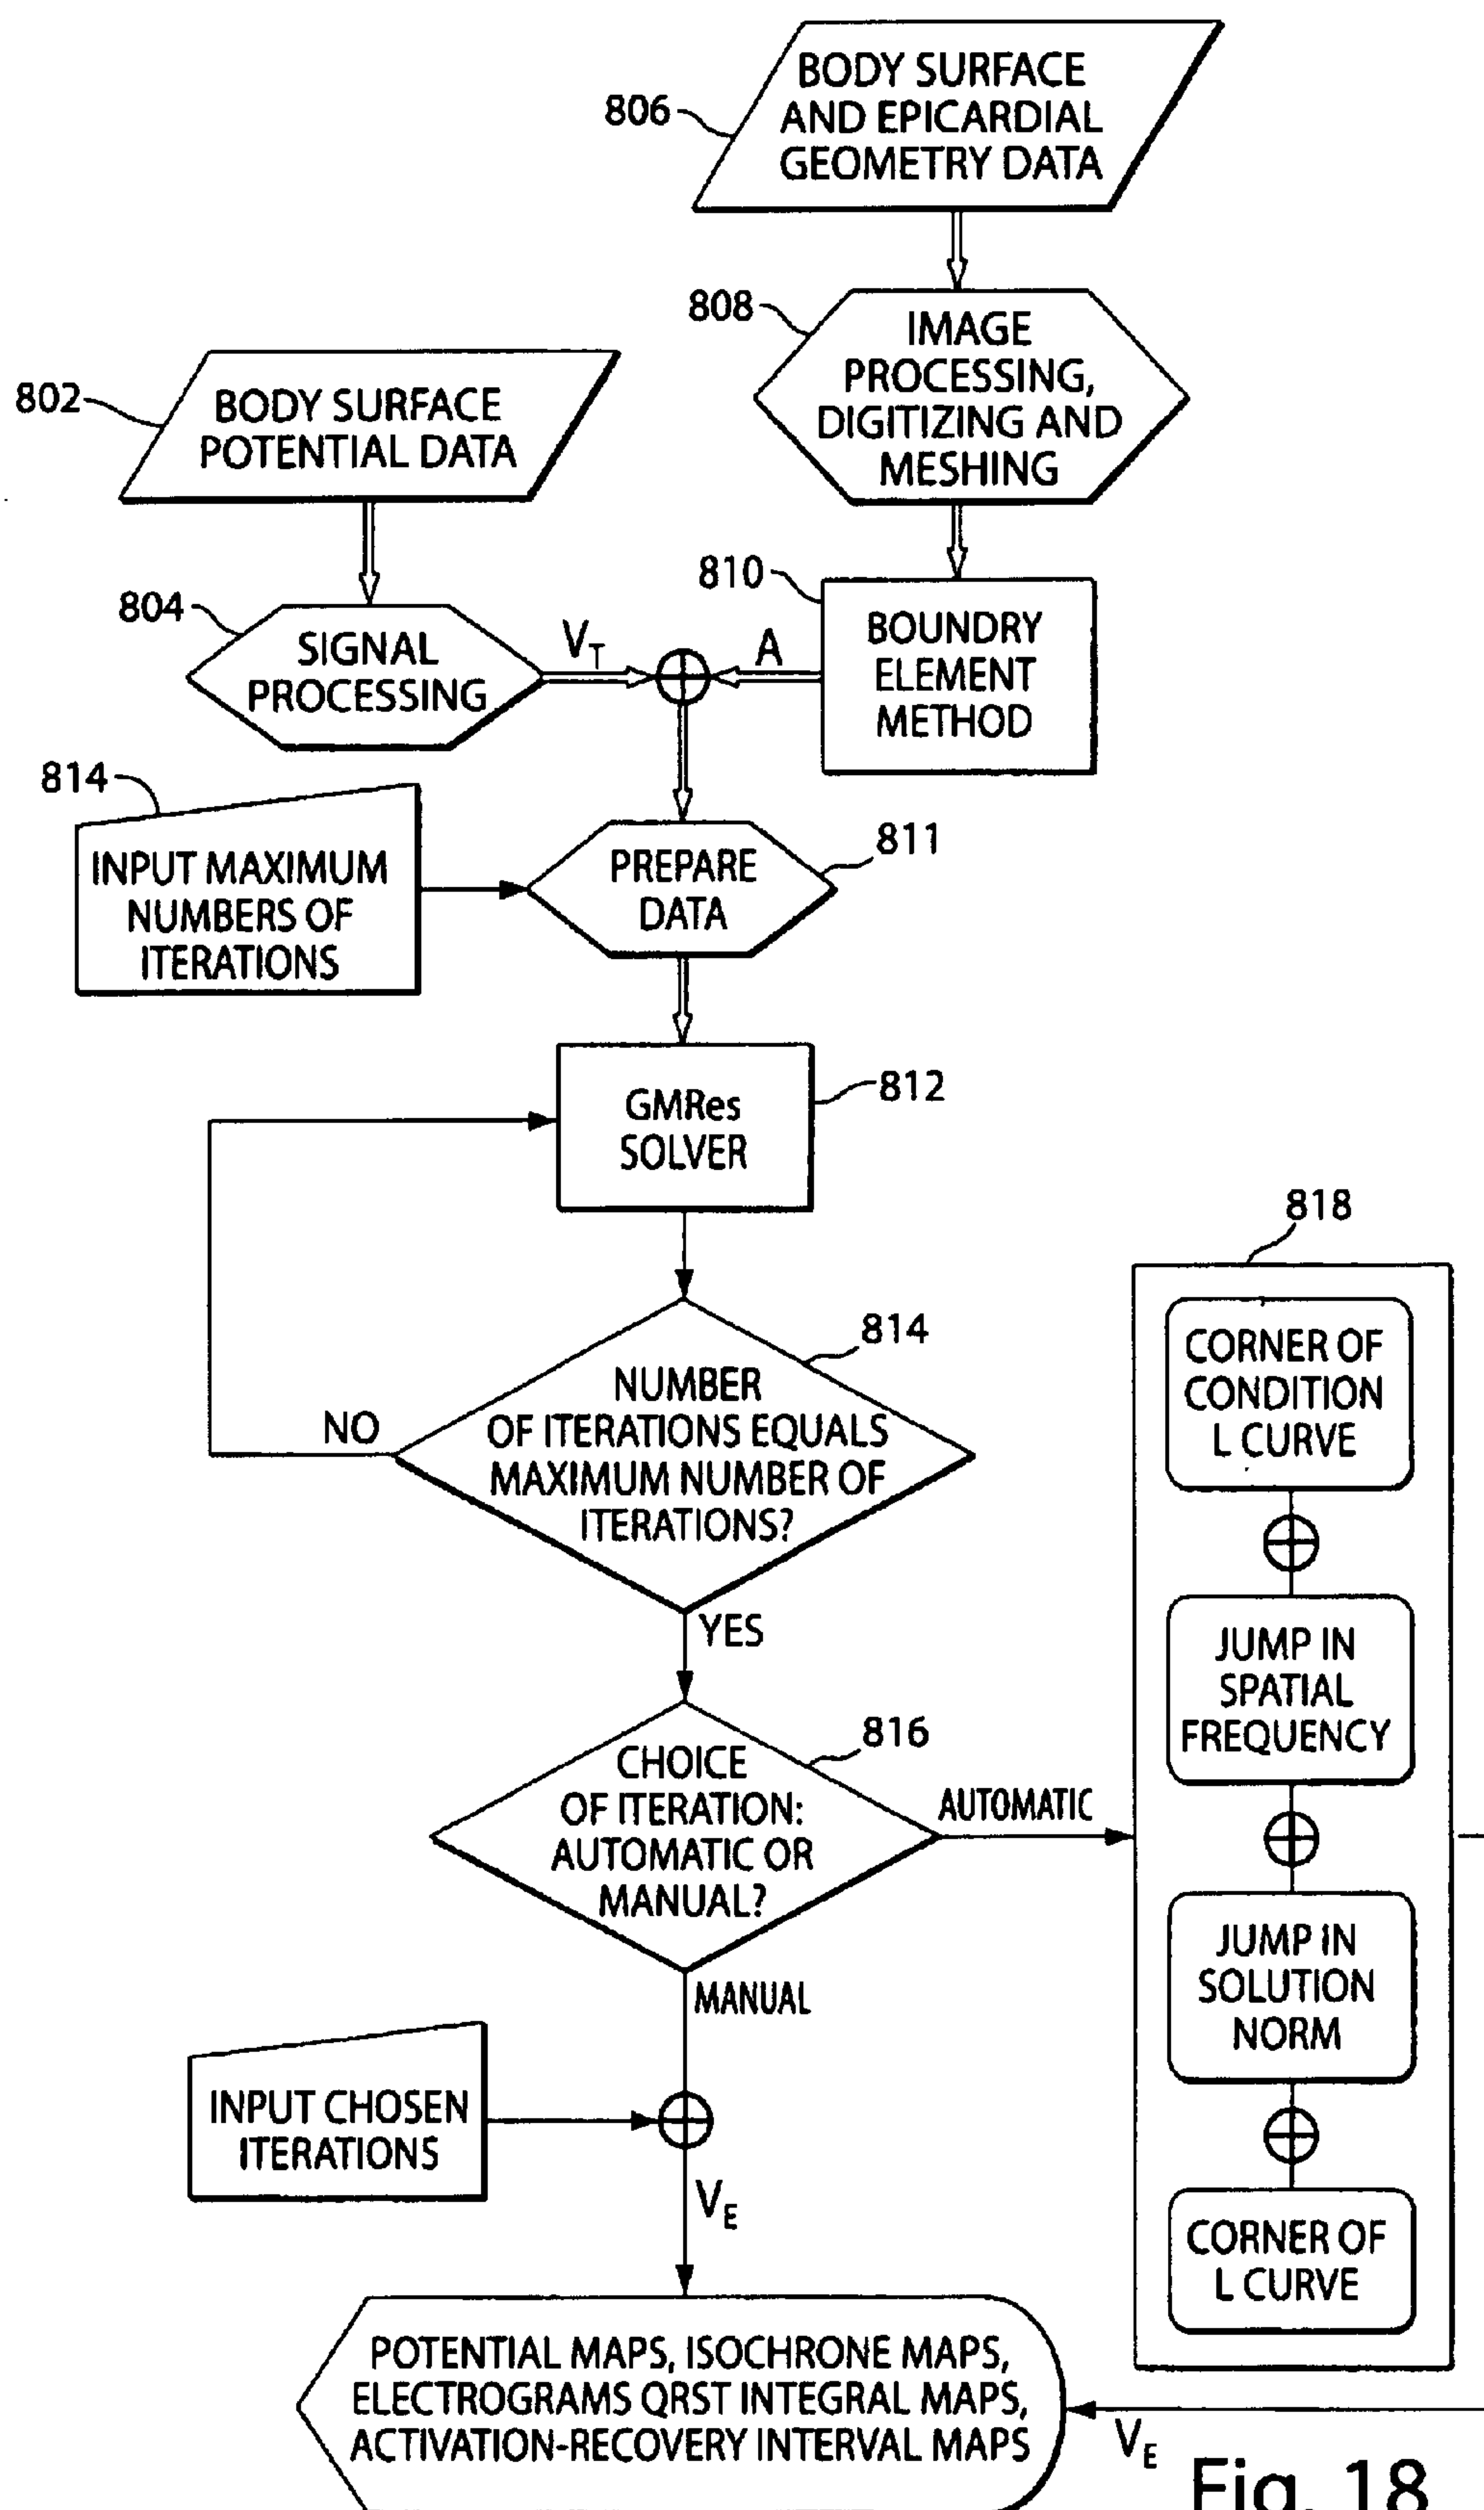 806
BODY SURFACE
AND EPICARDIAL
GEOMETRY DATA
808
IMAGE
PROCESSING,
DIGITIZING AND
MESHING
802
BODY SURFACE
POTENTIAL DATA
810
BOUNDRY
ELEMENT
METHOD
804
SIGNAL
PROCESSING
VT
A
814
INPUT MAXIMUM
NUMBERS OF
ITERATIONS
811
PREPARE
DATA
812
GMRes
SOLVER
814
NUMBER
OF ITERATIONS EQUALS
MAXIMUM NUMBER OF
ITERATIONS?
NO
YES
816
CHOICE
OF ITERATION:
AUTOMATIC OR
MANUAL?
AUTOMATIC
MANUAL
818
CORNER OF
CONDITION
L CURVE
JUMP IN
SPATIAL
FREQUENCY
JUMP IN
SOLUTION
NORM
CORNER OF
L CURVE
INPUT CHOSEN
ITERATIONS
VE
POTENTIAL MAPS, ISOCHRONE MAPS,
ELECTROGRAMS QRST INTEGRAL MAPS,
ACTIVATION-RECOVERY INTERVAL MAPS
VE
Fig. 18